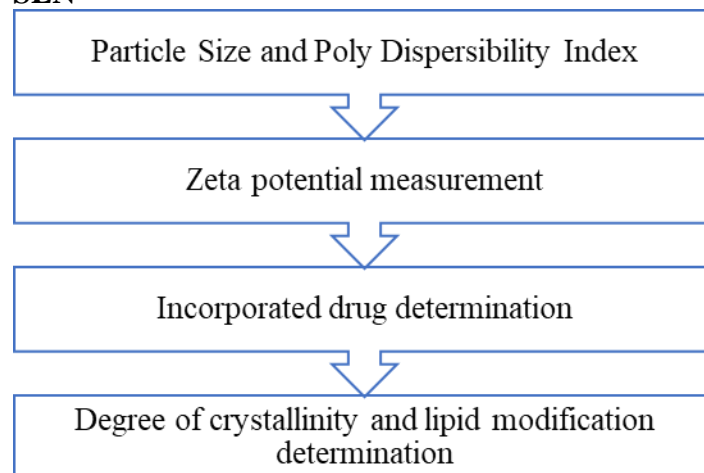 SLN
Particle Size and Poly Dispersibility Index
Zeta potential measurement
Incorporated drug determination
Degree of crystallinity and lipid modification
determination